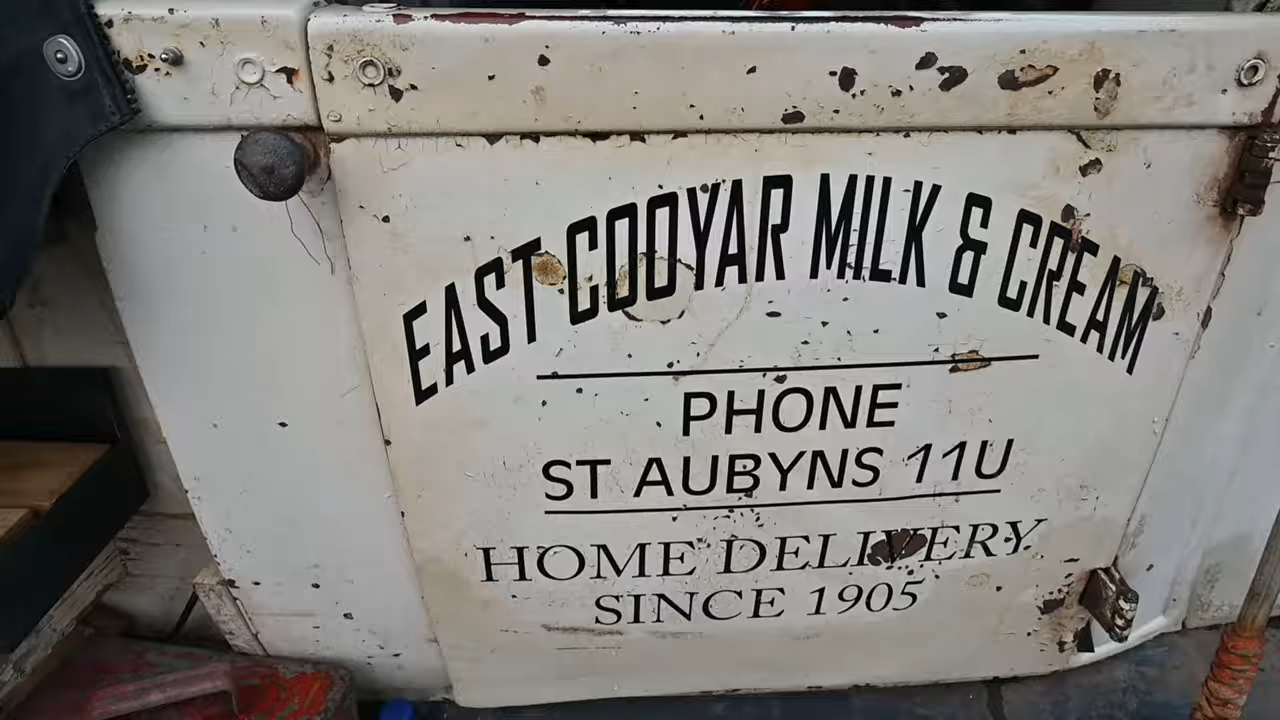 EAST COOYAR MILK & CREAM
PHONE
ST AUBYNS 11U
HOME DELIVERY
SINCE 1905